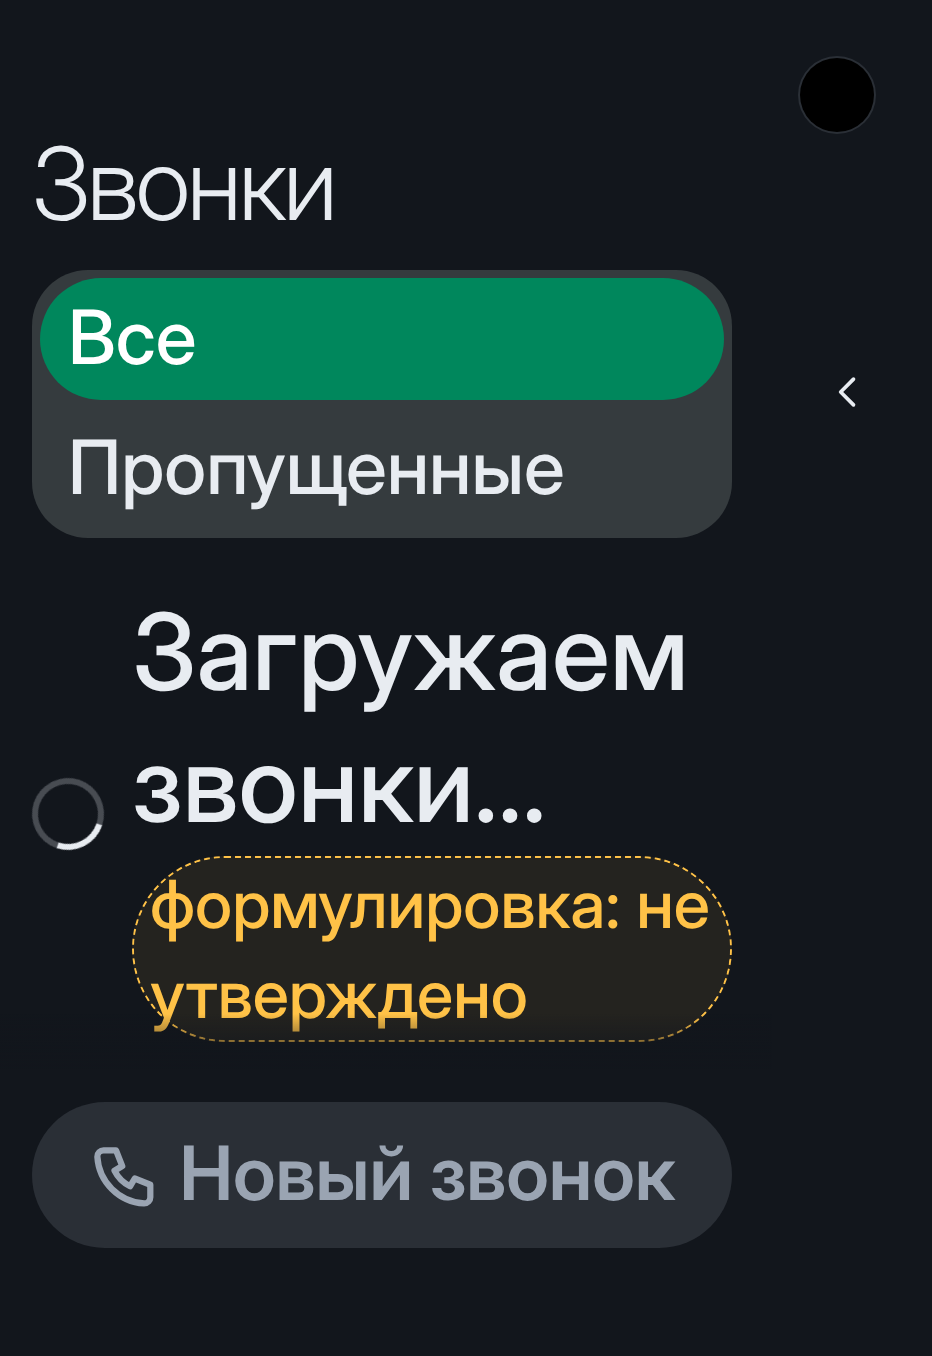 Звонки
Все
Пропущенные
Загружаем
звонки...
формулировка: не
утверждено
Новый звонок